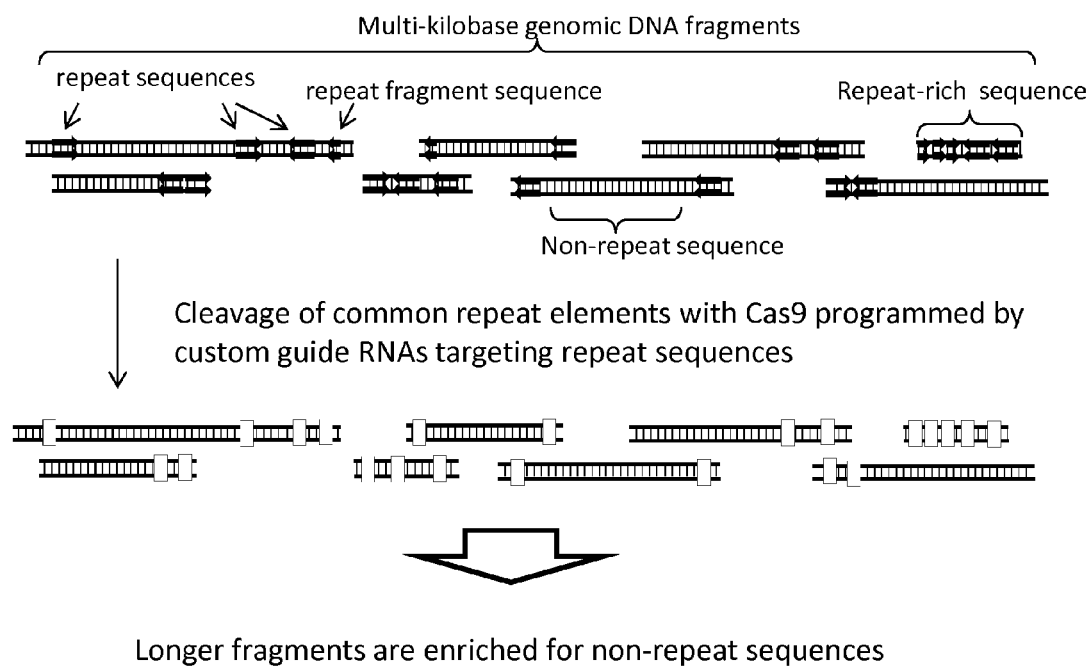 Multi-kilobase genomic DNA fragments
repeat sequences
repeat fragment sequence
Repeat-rich sequence
Non-repeat sequence
Cleavage of common repeat elements with Cas9 programmed by
custom guide RNAs targeting repeat sequences
Longer fragments are enriched for non-repeat sequences